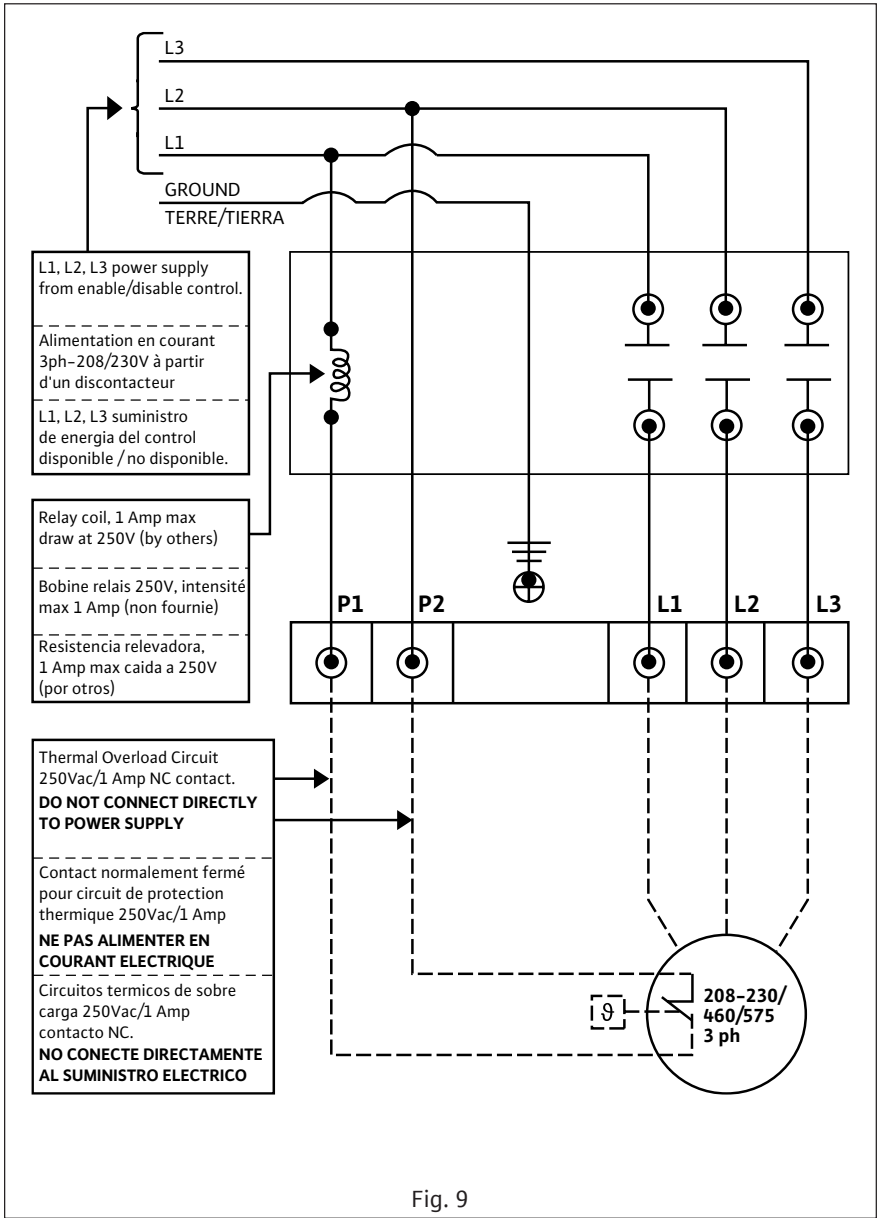 L3
L2
L1
GROUND
TERRE/TIERRA
L1, L2, L3 power supply
from enable/disable control.
Alimentation en courant
3ph–208/230V à partir
d'un discontacteur
L1, L2, L3 suministro
de energia del control
disponible / no disponible.
Relay coil, 1 Amp max
draw at 250V (by others)
Bobine relais 250V, intensité
max 1 Amp (non fournie)
Resistencia relevadora,
1 Amp max caida a 250V
(por otros)
P1 P2 L1 L2 L3
Thermal Overload Circuit
250Vac/1 Amp NC contact.
DO NOT CONNECT DIRECTLY
TO POWER SUPPLY
Contact normalement fermé
pour circuit de protection
thermique 250Vac/1 Amp
NE PAS ALIMENTER EN
COURANT ELECTRIQUE
Circuitos termicos de sobre
carga 250Vac/1 Amp
contacto NC.
NO CONECTE DIRECTAMENTE
AL SUMINISTRO ELECTRICO
ϑ
208–230/
460/575
3 ph
Fig. 9